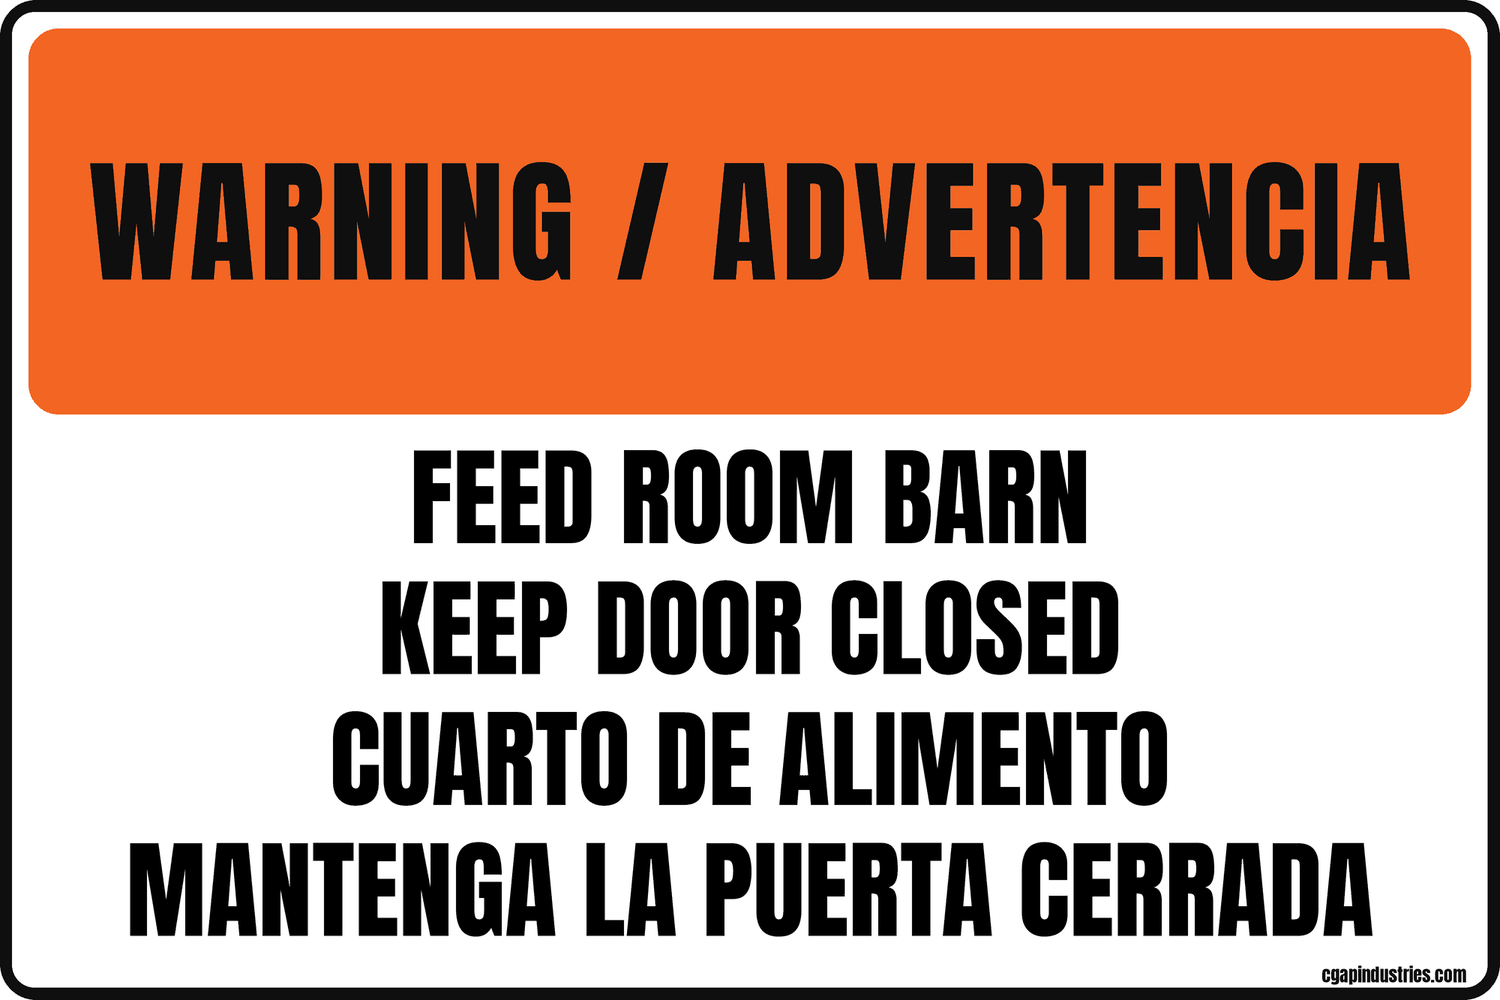 WARNING / ADVERTENCIA
FEED ROOM BARN
KEEP DOOR CLOSED
CUARTO DE ALIMENTO
MANTENGA LA PUERTA CERRADA
cgapindustries.com